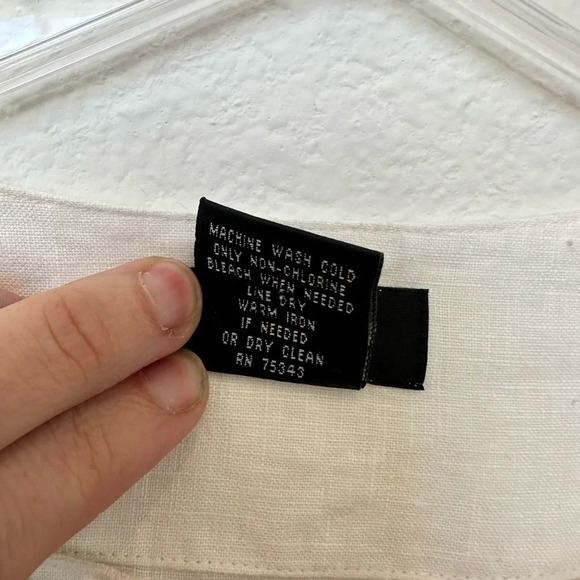 MACHINE WASH COLD
ONLY NON-CHLORINE
BLEACH WHEN NEEDED
LINE DRY
WARM IRON
IF NEEDED
OR DRY CLEAN
RN 75343